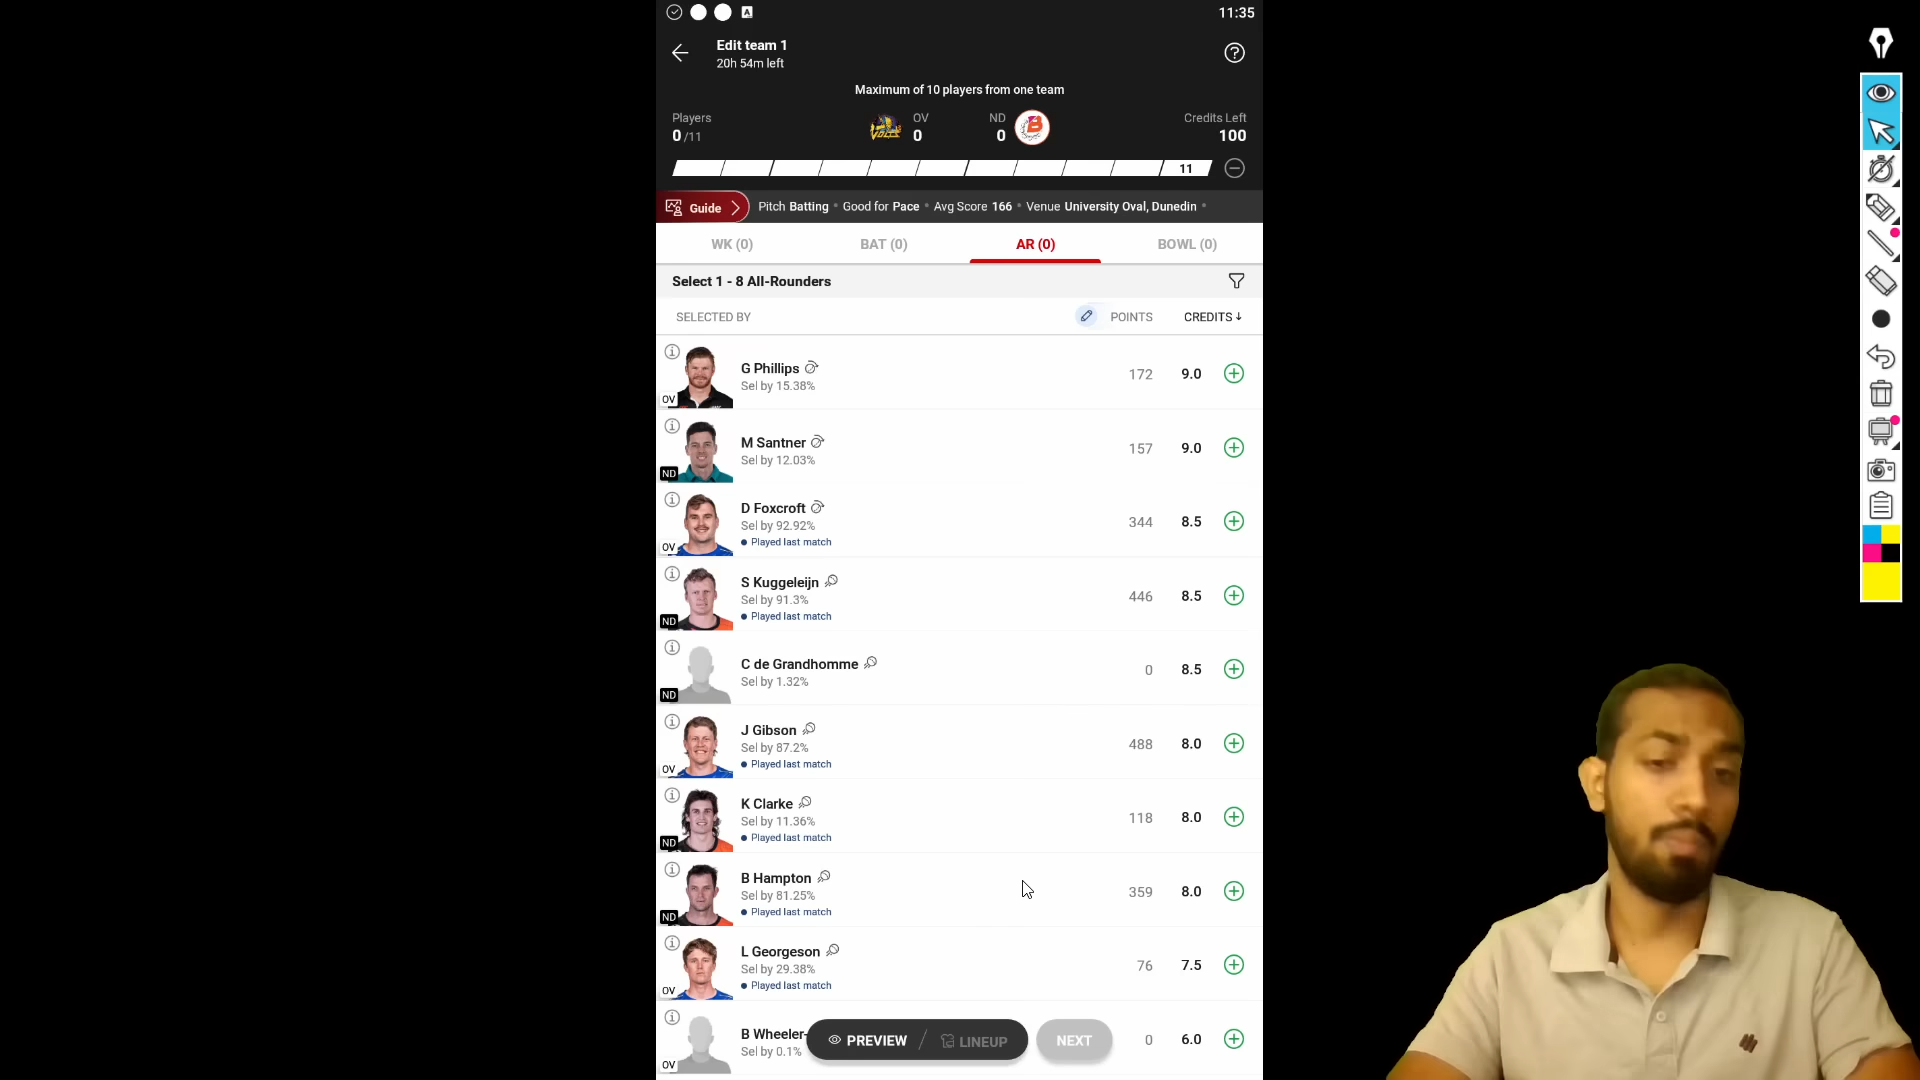 11:35
Edit team 1
20h 54m left
Maximum of 10 players from one team
Players
0 /11
OV
0
ND
0
Credits Left
100
11
Guide
Pitch Batting • Good for Pace • Avg Score 166 • Venue University Oval, Dunedin •
WK (0)
BAT (0)
AR (0)
BOWL (0)
Select 1 - 8 All-Rounders
SELECTED BY
POINTS
CREDITS↓
G Phillips
Sel by 15.38%
OV
172
9.0
M Santner
Sel by 12.03%
ND
157
9.0
D Foxcroft
Sel by 92.92%
Played last match
OV
344
8.5
S Kuggeleijn
Sel by 91.3%
Played last match
ND
446
8.5
C de Grandhomme
Sel by 1.32%
ND
0
8.5
J Gibson
Sel by 87.2%
Played last match
OV
488
8.0
K Clarke
Sel by 11.36%
Played last match
ND
118
8.0
B Hampton
Sel by 81.25%
Played last match
ND
359
8.0
L Georgeson
Sel by 29.38%
Played last match
OV
76
7.5
B Wheeler-
Sel by 0.1%
OV
0
6.0
PREVIEW
LINEUP
NEXT